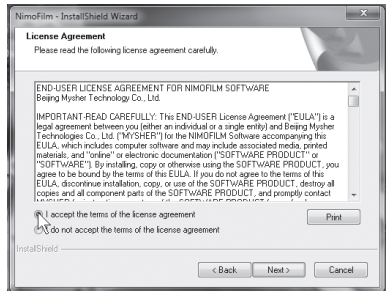 NimoFilm - InstallShield Wizard
License Agreement
Please read the following license agreement carefully.
END-USER LICENSE AGREEMENT FOR NIMOFILM SOFTWARE
Beijing Mysher Technology Co., Ltd.
IMPORTANT-READ CAREFULLY: This END-USER License Agreement ("EULA") is a
legal agreement between you (either an individual or a single entity) and Beijing Mysher
Technologies Co., Ltd. ("MYSHER") for the NIMOFILM Software accompanying this
EULA, which includes computer software and may include associated media, printed
materials, and "online" or electronic documentation ("SOFTWARE PRODUCT" or
"SOFTWARE"). By installing, copy or otherwise using the SOFTWARE PRODUCT, you
agree to be bound by the terms of this EULA. If you do not agree to the terms of this
EULA, discontinue installation, copy, or use of the SOFTWARE PRODUCT, destroy all
copies and all component parts of the SOFTWARE PRODUCT, and promptly contact
I accept the terms of the license agreement
Print
do not accept the terms of the license agreement
InstallShield
< Back
Next >
Cancel